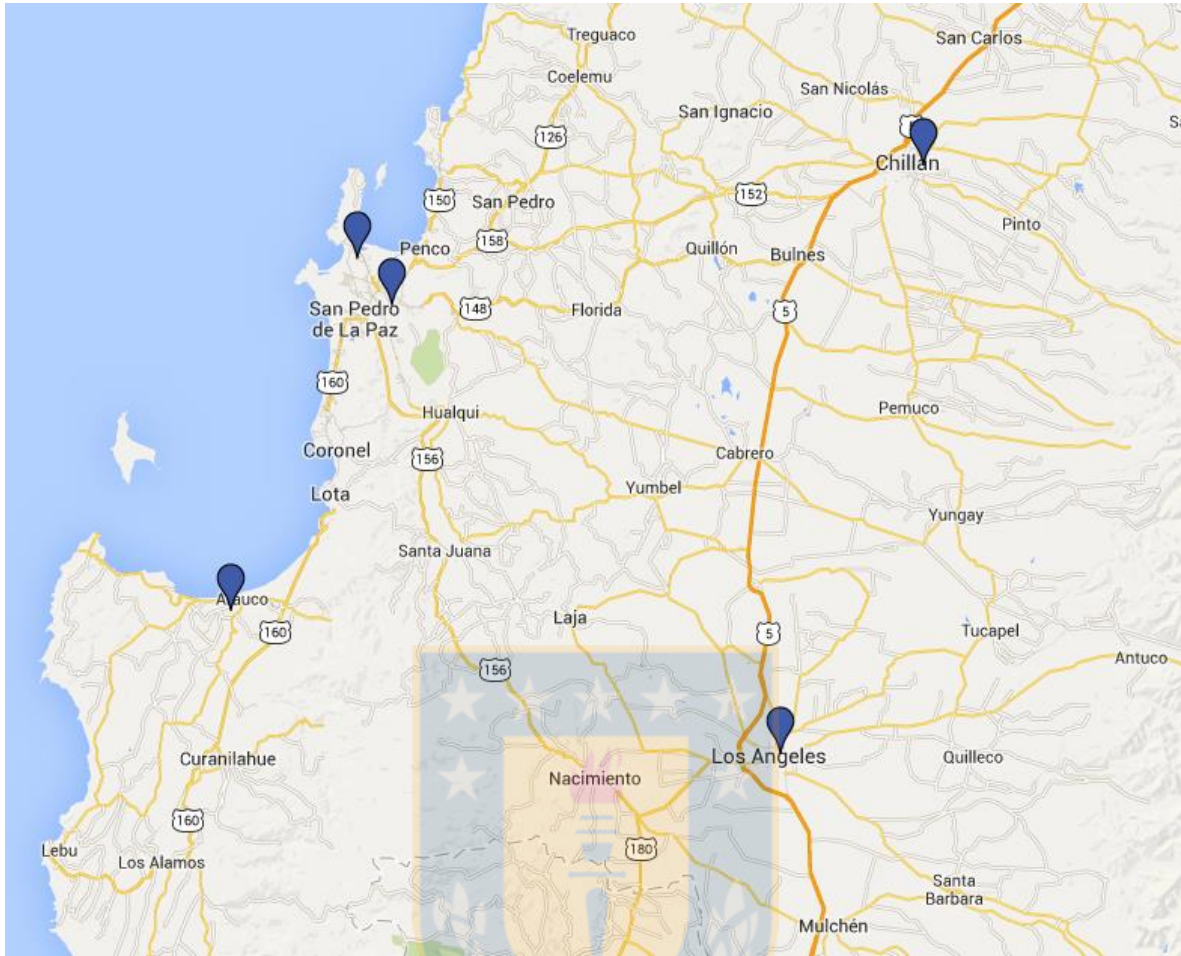 Treguaco
San Carlos
Coelemu
San Nicolás
San Ignacio
126
Chillán
152
150
San Pedro
Pinto
158
Penco
Quillón
Bulnes
San Pedro
de La Paz
148
Florida
5
160
Hualqui
Pemuco
Coronel
156
Cabrero
Lota
Yumbel
Yungay
Santa Juana
Arauco
Laja
160
5
Tucapel
156
Antuco
Curanilahue
Los Angeles
Quilleco
Nacimiento
160
Lebu
Los Alamos
180
Santa
Barbara
Mulchén